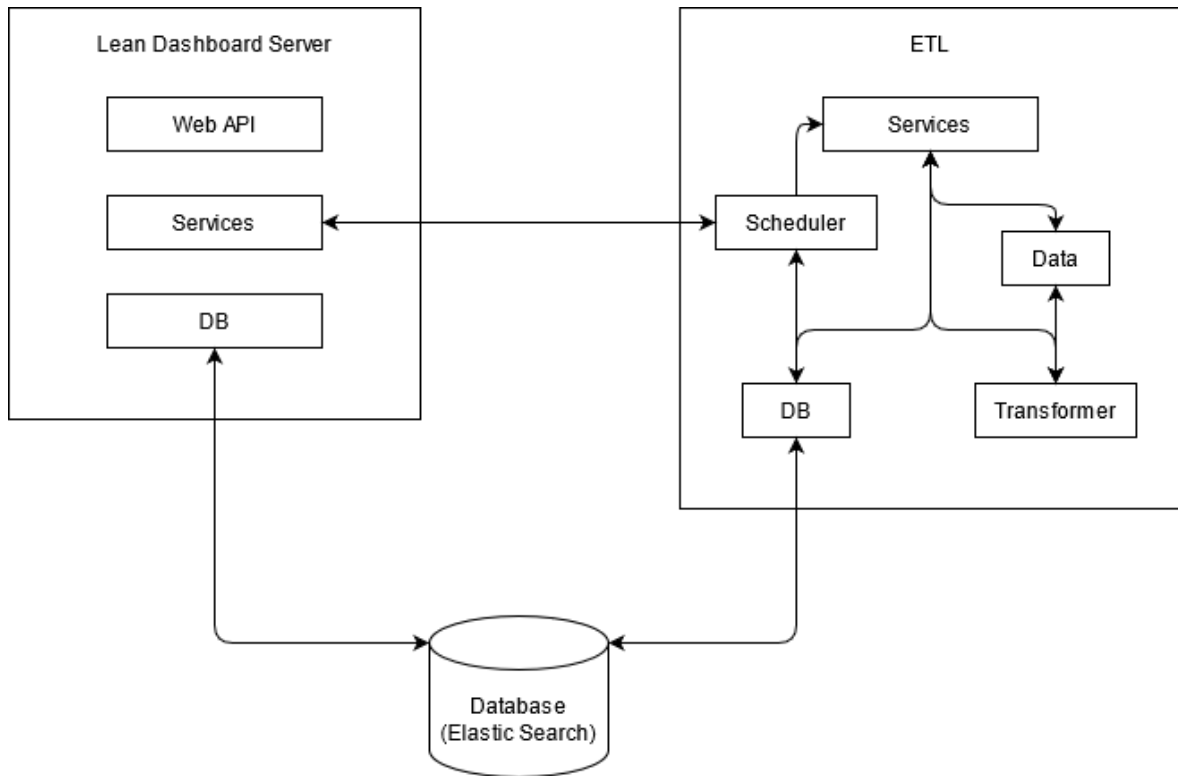 Lean Dashboard Server
Web API
Services
DB
ETL
Services
Scheduler
Data
DB
Transformer
Database
(Elastic Search)